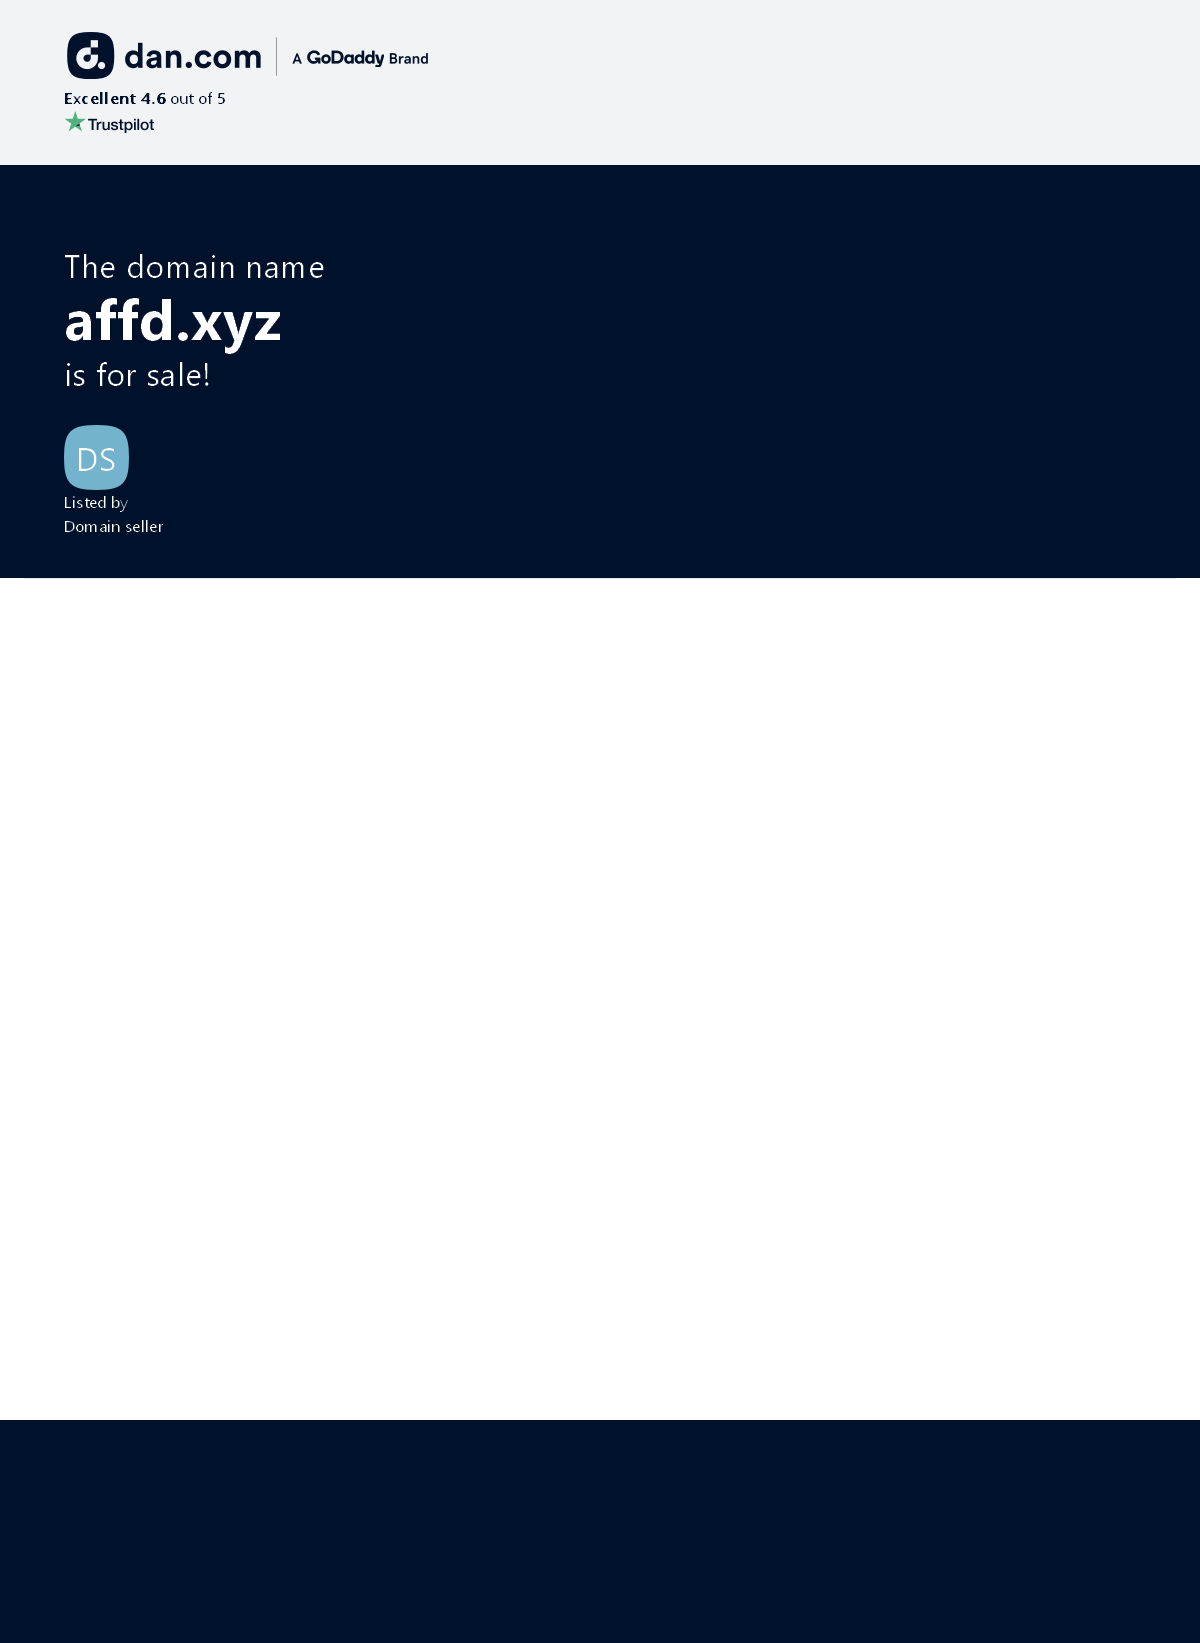 dan.com A GoDaddy Brand
Excellent 4.6 out of 5
Trustpilot
The domain name
affd.xyz
is for sale!
DS
Listed by
Domain seller